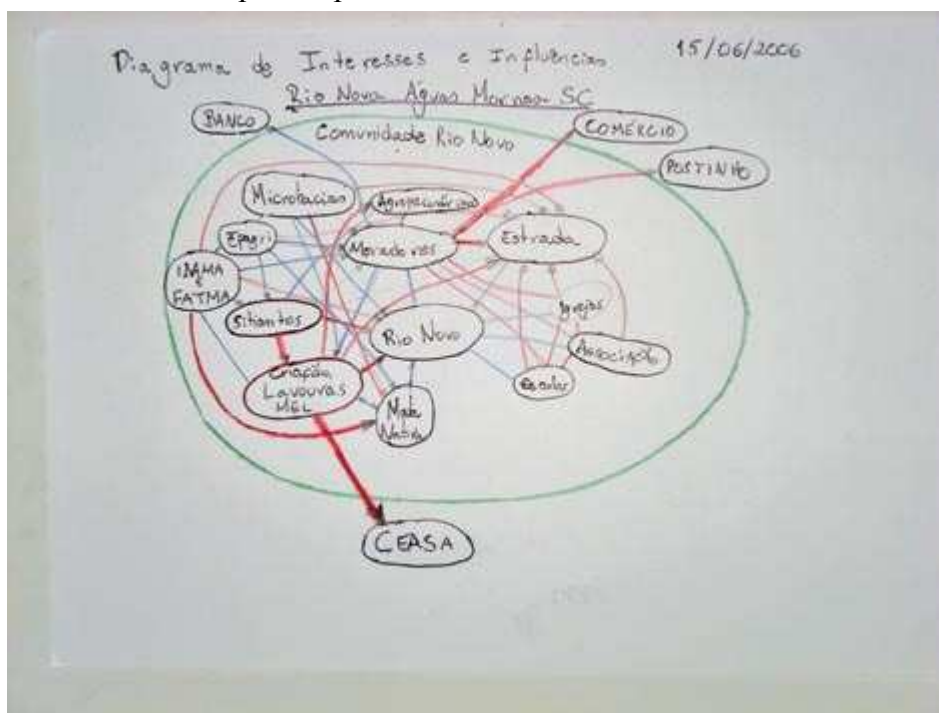 Diagrama de Interesses e Influências
15/06/2006
Rio Novo Águas Mornas SC
BANCO
Comunidade Rio Novo
COMÉRCIO
POSTINHO
Microbacias
Agropecuárias
Epagri
Moradores
Estrada
IBAMA
e
FATMA
Sitiantes
Rio Novo
Igrejas
Associação
Criação
Lavouras
MEL
Escolas
Mata
Nativa
CEASA